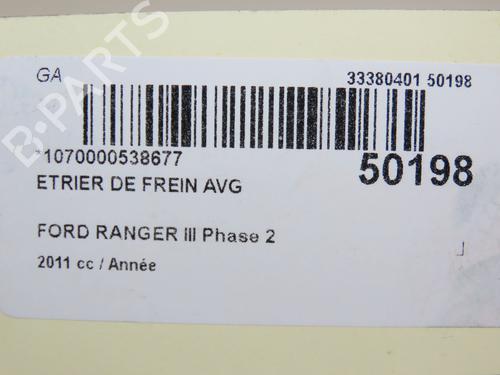 B-PARTS
GA
33380401 50198
*1070000538677
50198
ETRIER DE FREIN AVG
FORD RANGER III Phase 2
2011 cc / Année